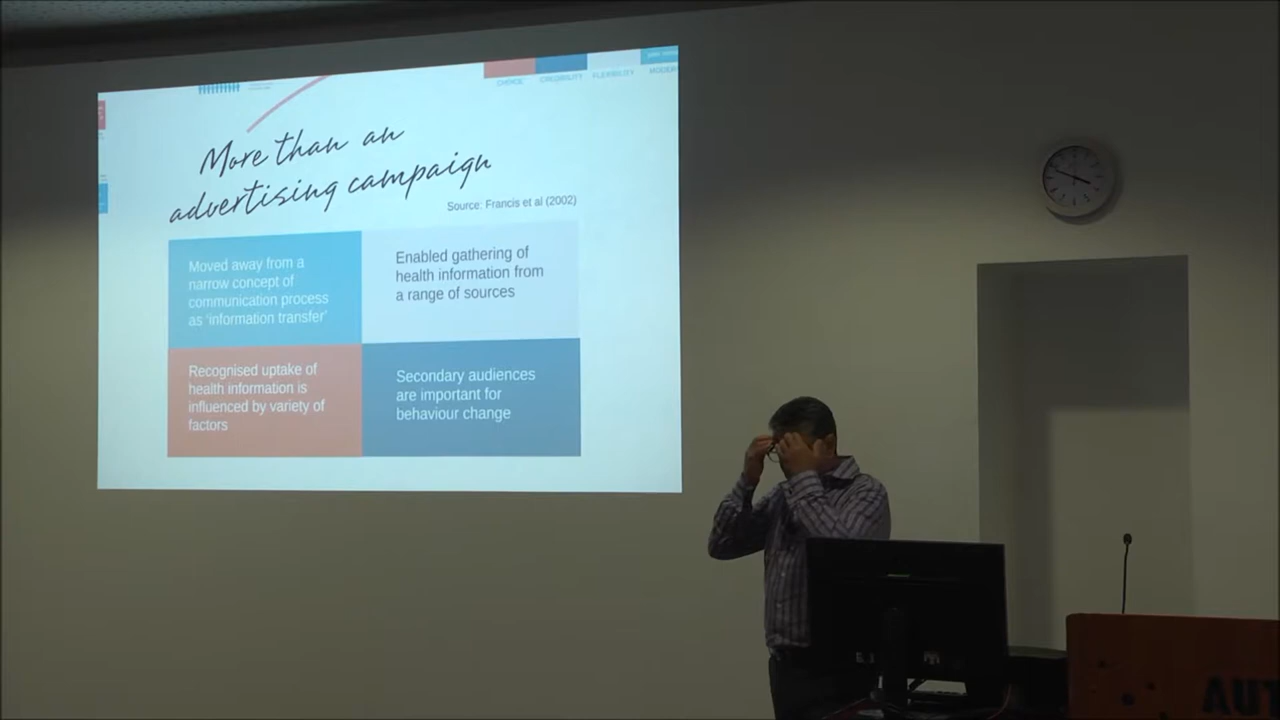 CHOICE CREDIBILITY FLEXIBILITY MODERN
More than an
advertising campaign
Source: Francis et al (2002)
Moved away from a
narrow concept of
communication process
as 'information transfer'
Enabled gathering of
health information from
a range of sources
Recognised uptake of
health information is
influenced by variety of
factors
Secondary audiences
are important for
behaviour change
AUT